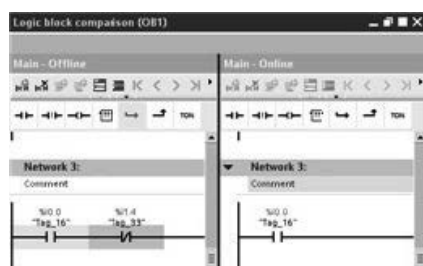 Logic block comparison (OB1)
Main - Offline
Main - Online
TON
TON
Network 3:
Comment
Network 3:
Comment
%I0.0
"Tag_16"
%I1.4
"Tag_33"
%I0.0
"Tag_16"